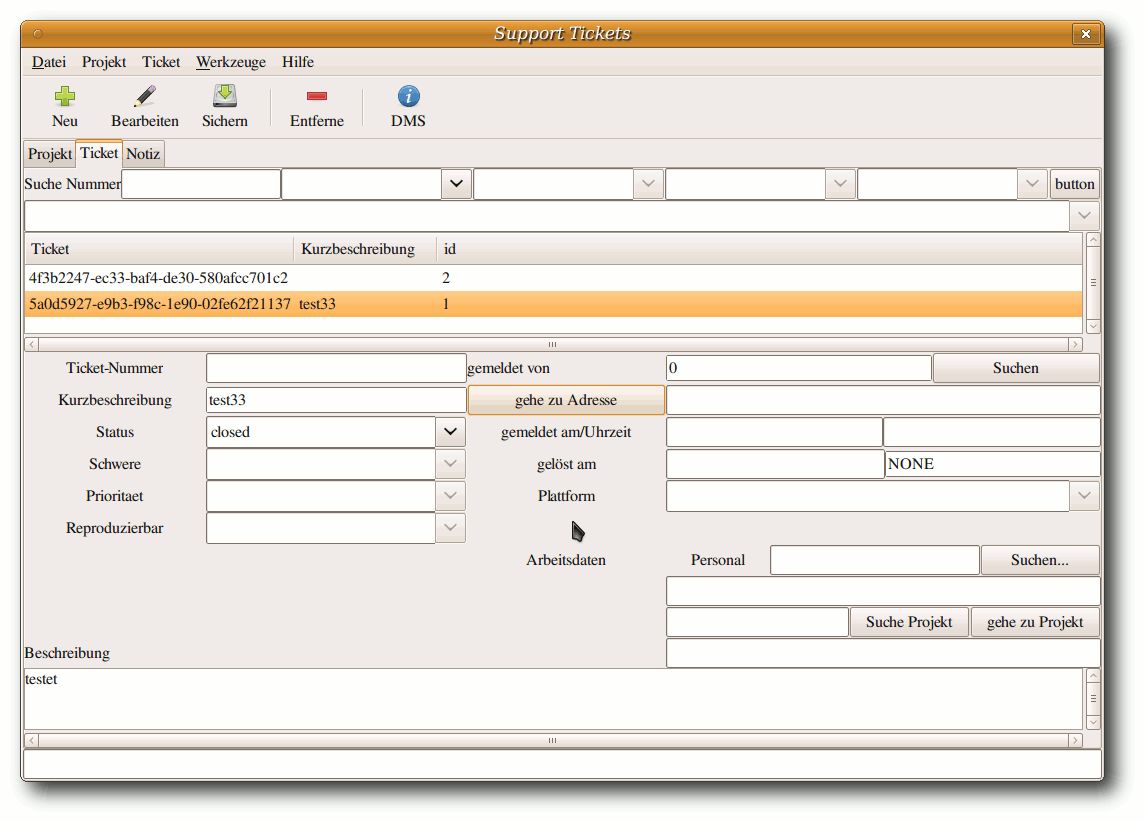 Support Tickets
Datei Projekt Ticket Werkzeuge Hilfe
Neu Bearbeiten Sichern Entferne DMS
Projekt Ticket Notiz
Suche Nummer button
Ticket Kurzbeschreibung id
4f3b2247-ec33-baf4-de30-580afcc701c2 2
5a0d5927-e9b3-f98c-1e90-02fe62f21137 test33 1
Ticket-Nummer gemeldet von 0 Suchen
Kurzbeschreibung test33 gehe zu Adresse
Status closed gemeldet am/Uhrzeit
Schwere gelöst am NONE
Prioritaet Plattform
Reproduzierbar
Arbeitsdaten Personal Suchen...
Suche Projekt gehe zu Projekt
Beschreibung
testet